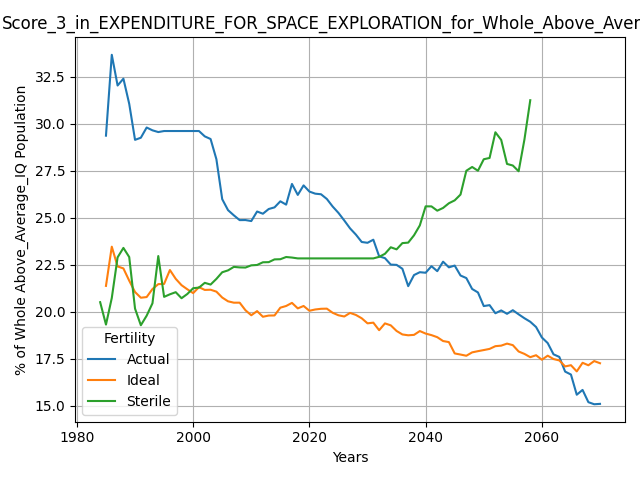 Score_3_in_EXPENDITURE_FOR_SPACE_EXPLORATION_for_Whole_Above_Aver
% of Whole Above_Average_IQ Population
32.5
30.0
27.5
25.0
22.5
20.0
17.5
15.0
Fertility
Actual
Ideal
Sterile
1980
2000
2020
2040
2060
Years